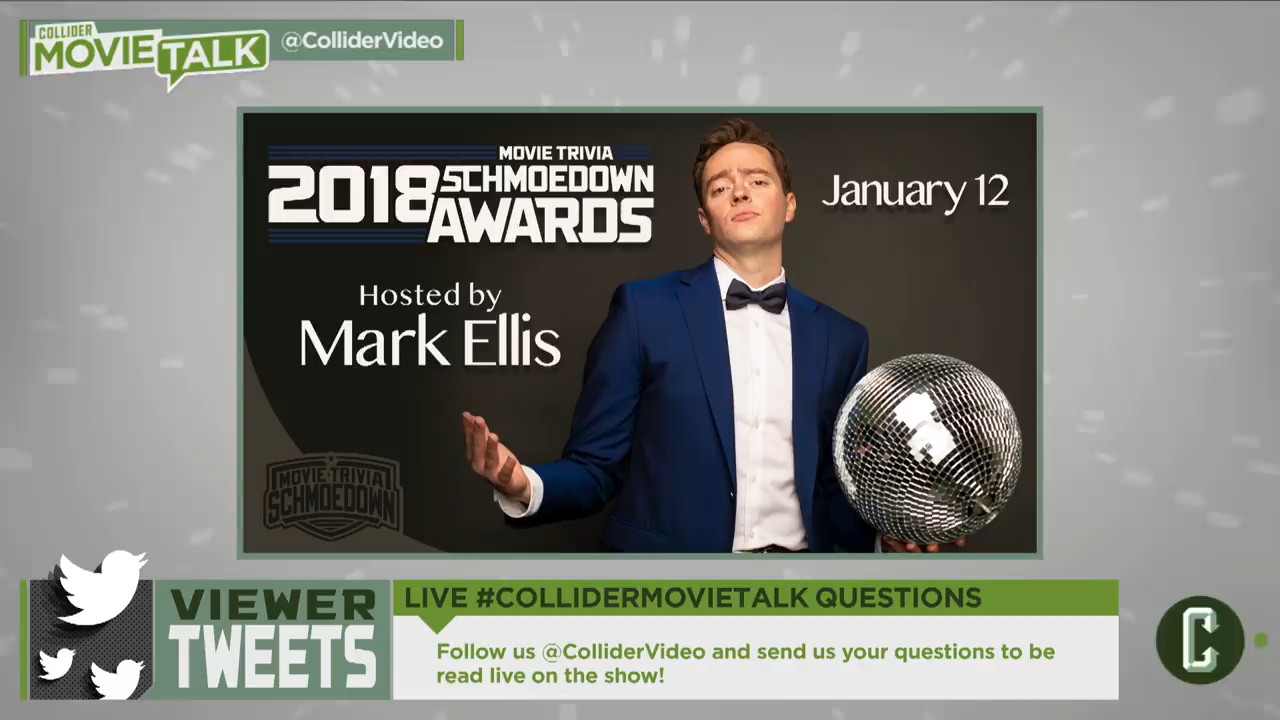 COLLIDER
MOVIE TALK
@ColliderVideo
MOVIE TRIVIA
2018 SCHMOEDOWN
AWARDS
January 12
Hosted by
Mark Ellis
MOVIE TRIVIA
SCHMOEDOWN
VIEWER
TWEETS
LIVE #COLLIDERMOVIETALK QUESTIONS
Follow us @ColliderVideo and send us your questions to be
read live on the show!
C